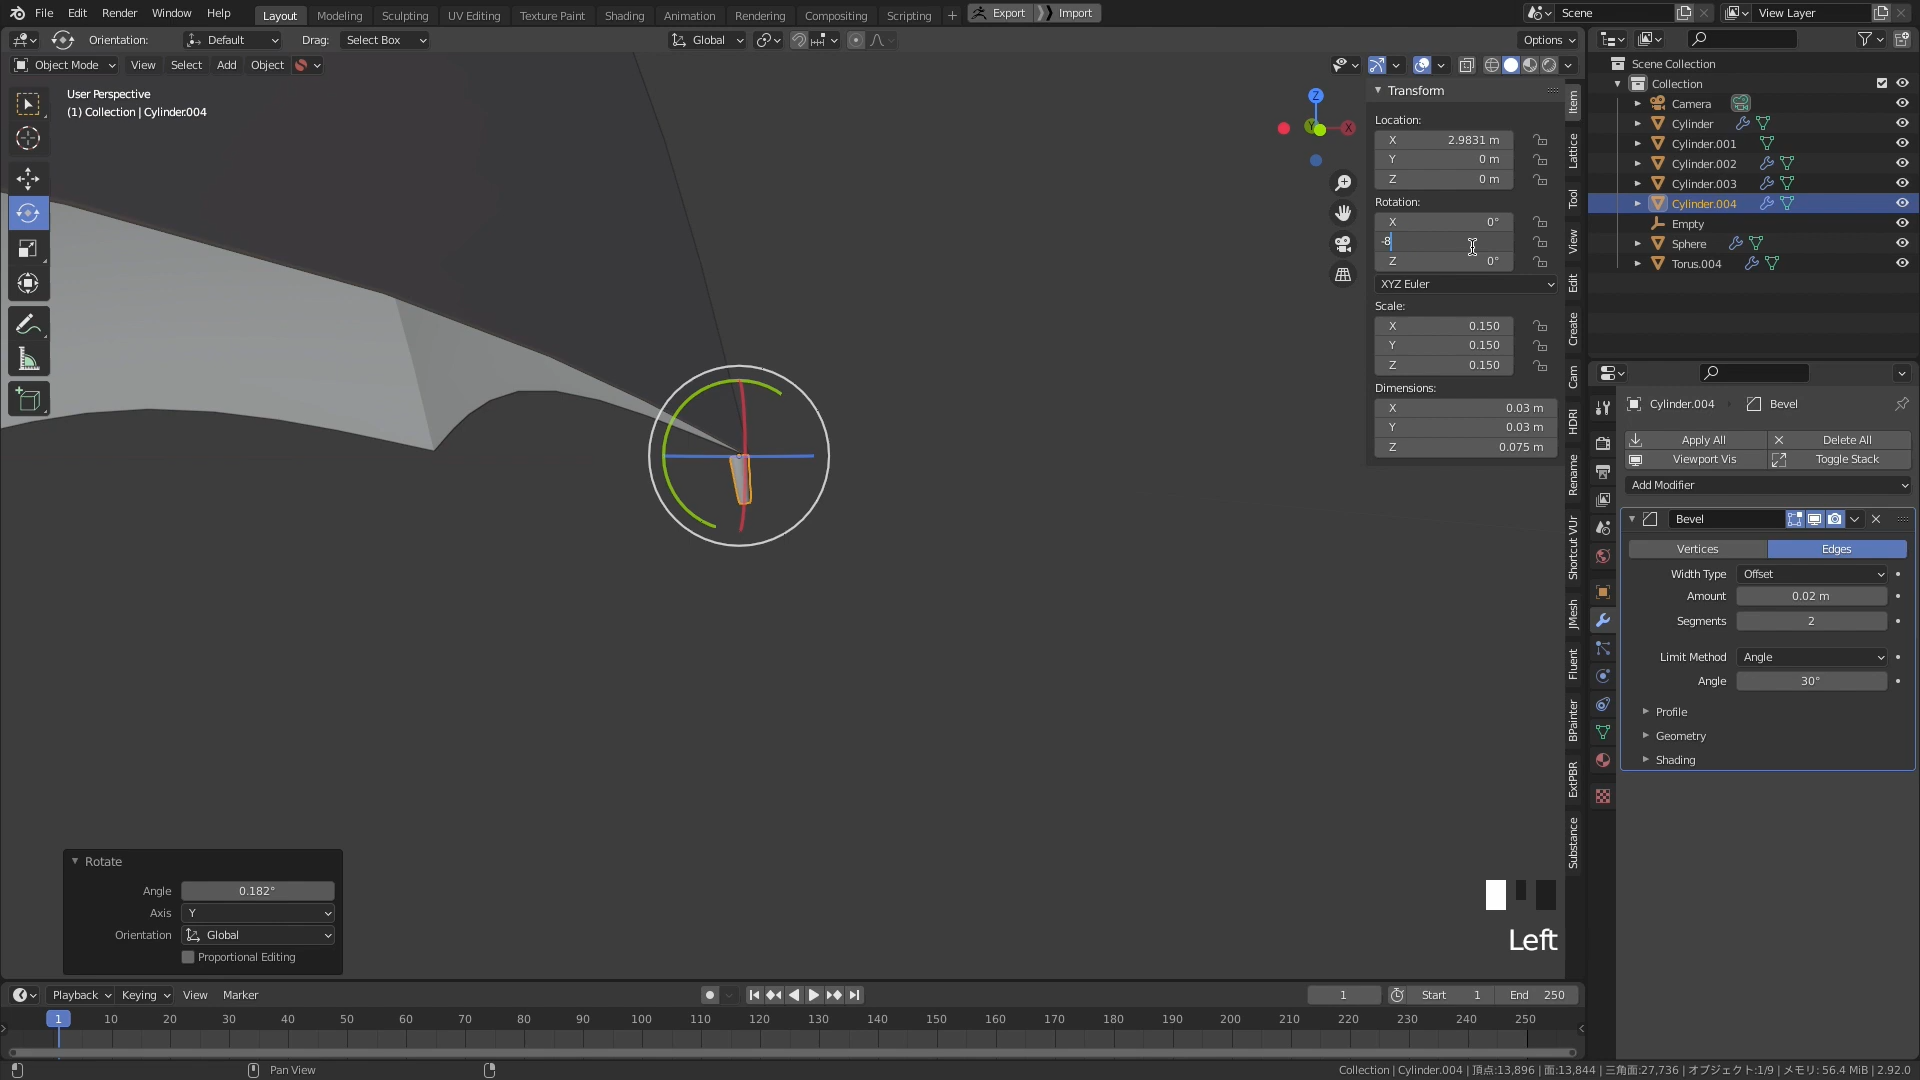 File Edit Render Window Help Layout Modeling Sculpting UV Editing Texture Paint Shading Animation Rendering Compositing Scripting + Export Import Scene View Layer
Orientation: Default Drag: Select Box Global Options
Object Mode View Select Add Object
User Perspective
(1) Collection | Cylinder.004
Z
Y
X
Transform
Location:
X 2.9831 m
Y 0 m
Z 0 m
Rotation:
X 0°
-8
Z 0°
XYZ Euler
Scale:
X 0.150
Y 0.150
Z 0.150
Dimensions:
X 0.03 m
Y 0.03 m
Z 0.075 m
Item
Lattice
Tool
View
Edit
Create
Cam
HDRI
Rename
Shortcut VUr
JMesh
Fluent
BPainter
ExtPBR
Substance
Scene Collection
Collection
Camera
Cylinder
Cylinder.001
Cylinder.002
Cylinder.003
Cylinder.004
Empty
Sphere
Torus.004
Cylinder.004 Bevel
Apply All Delete All
Viewport Vis Toggle Stack
Add Modifier
Bevel
Vertices Edges
Width Type Offset
Amount 0.02 m
Segments 2
Limit Method Angle
Angle 30°
Profile
Geometry
Shading
Rotate
Angle 0.182°
Axis Y
Orientation Global
Proportional Editing
Left
Playback Keying View Marker 1 Start 1 End 250
1 10 20 30 40 50 60 70 80 90 100 110 120 130 140 150 160 170 180 190 200 210 220 230 240 250
Pan View
Collection | Cylinder.004 | 頂点:13,896 | 面:13,844 | 三角面:27,736 | オブジェクト:1/9 | メモリ: 56.4 MiB | 2.92.0